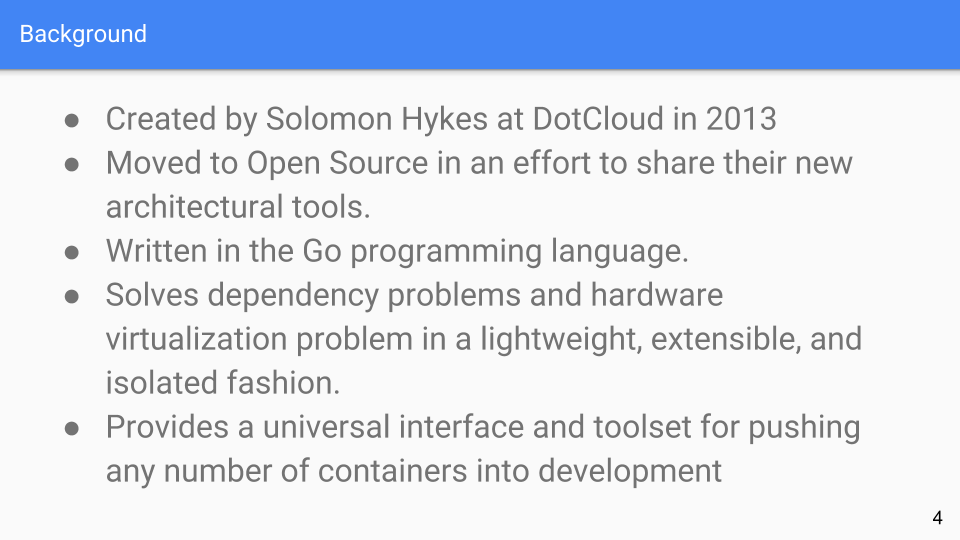 Background
● Created by Solomon Hykes at DotCloud in 2013
● Moved to Open Source in an effort to share their new
architectural tools.
● Written in the Go programming language.
● Solves dependency problems and hardware
virtualization problem in a lightweight, extensible, and
isolated fashion.
● Provides a universal interface and toolset for pushing
any number of containers into development
4